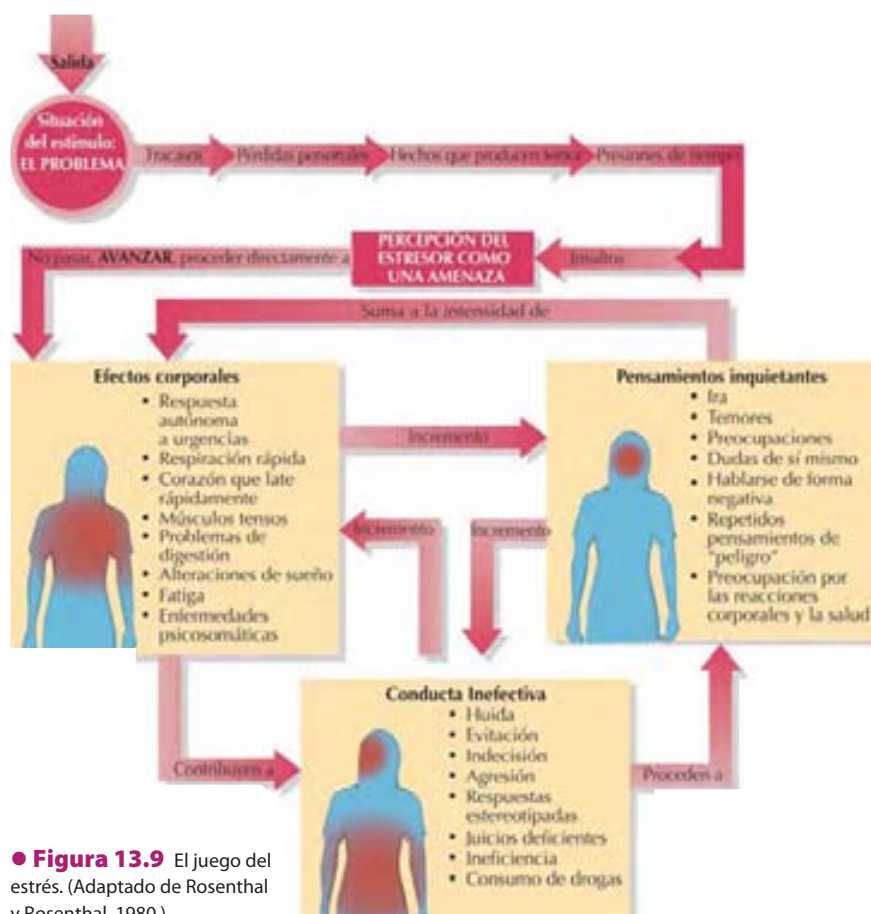 Salida
Situación
del estímulo:
EL PROBLEMA
Fracasos
Pérdidas personales
Hechos que producen temor
Presiones de tiempo
Insultos
PERCEPCIÓN DEL
ESTRESOR COMO
UNA AMENAZA
No pasar, AVANZAR, proceder directamente a
Suma a la intensidad de
Efectos corporales
• Respuesta
autónoma
a urgencias
• Respiración rápida
• Corazón que late
rápidamente
• Músculos tensos
• Problemas de
digestión
• Alteraciones de sueño
• Fatiga
• Enfermedades
psicosomáticas
Incremento
Pensamientos inquietantes
• Ira
• Temores
• Preocupaciones
• Dudas de sí mismo
• Hablarse de forma
negativa
• Repetidos
pensamientos de
"peligro"
• Preocupación por
las reacciones
corporales y la salud
Incremento
Incremento
Conducta Inefectiva
• Huida
• Evitación
• Indecisión
• Agresión
• Respuestas
estereotipadas
• Juicios deficientes
• Ineficiencia
• Consumo de drogas
Contribuyen a
Proceden a
● Figura 13.9 El juego del
estrés. (Adaptado de Rosenthal
y Rosenthal, 1980.)